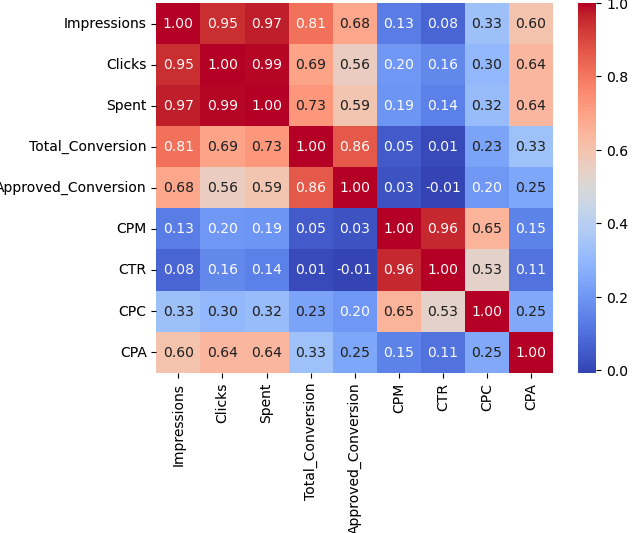 Impressions 1.00 0.95 0.97 0.81 0.68 0.13 0.08 0.33 0.60
Clicks 0.95 1.00 0.99 0.69 0.56 0.20 0.16 0.30 0.64
Spent 0.97 0.99 1.00 0.73 0.59 0.19 0.14 0.32 0.64
Total_Conversion 0.81 0.69 0.73 1.00 0.86 0.05 0.01 0.23 0.33
Approved_Conversion 0.68 0.56 0.59 0.86 1.00 0.03 -0.01 0.20 0.25
CPM 0.13 0.20 0.19 0.05 0.03 1.00 0.96 0.65 0.15
CTR 0.08 0.16 0.14 0.01 -0.01 0.96 1.00 0.53 0.11
CPC 0.33 0.30 0.32 0.23 0.20 0.65 0.53 1.00 0.25
CPA 0.60 0.64 0.64 0.33 0.25 0.15 0.11 0.25 1.00
Impressions
Clicks
Spent
Total_Conversion
Approved_Conversion
CPM
CTR
CPC
CPA
1.0
0.8
0.6
0.4
0.2
0.0